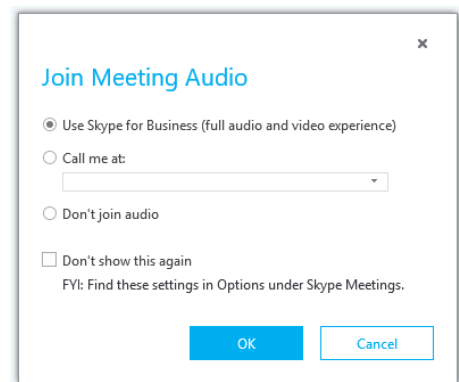 Join Meeting Audio
Use Skype for Business (full audio and video experience)
Call me at:
Don't join audio
Don't show this again
FYI: Find these settings in Options under Skype Meetings.
OK
Cancel